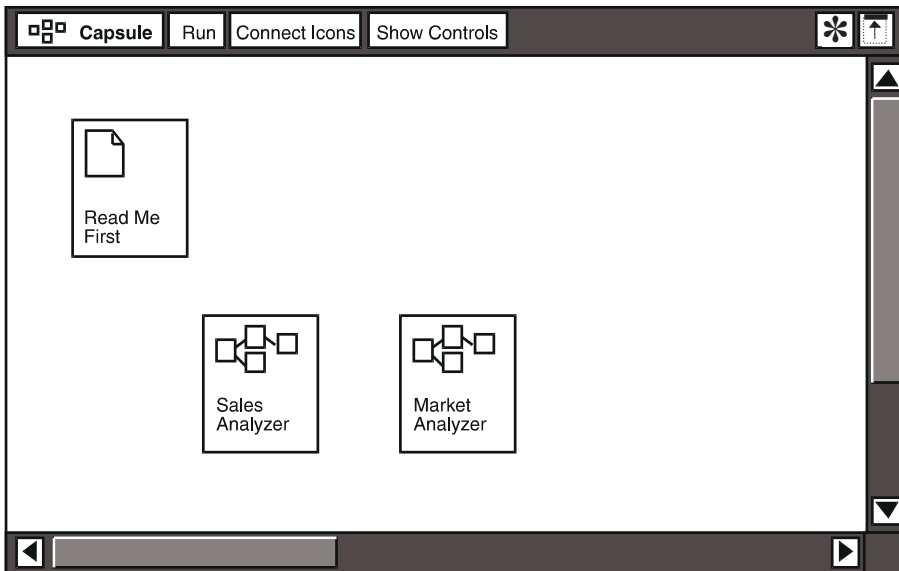 Capsule Run Connect Icons Show Controls
Read Me
First
Sales
Analyzer
Market
Analyzer